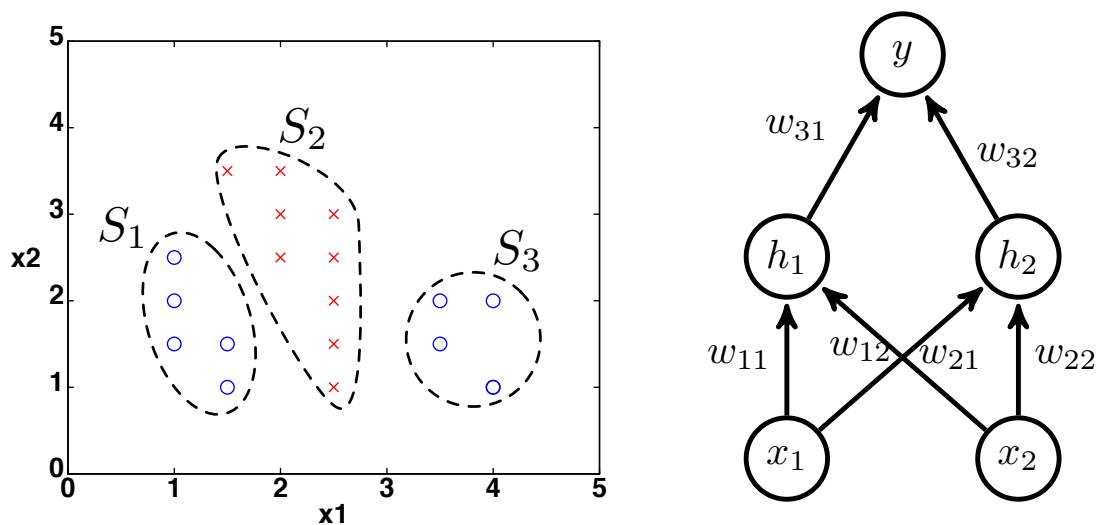 5
4
3
2
1
0
x2
0 1 2 3 4 5
x1
S₁
S₂
S₃
y
w₃₁ w₃₂
h₁ h₂
w₁₁ w₁₂ w₂₁ w₂₂
x₁ x₂